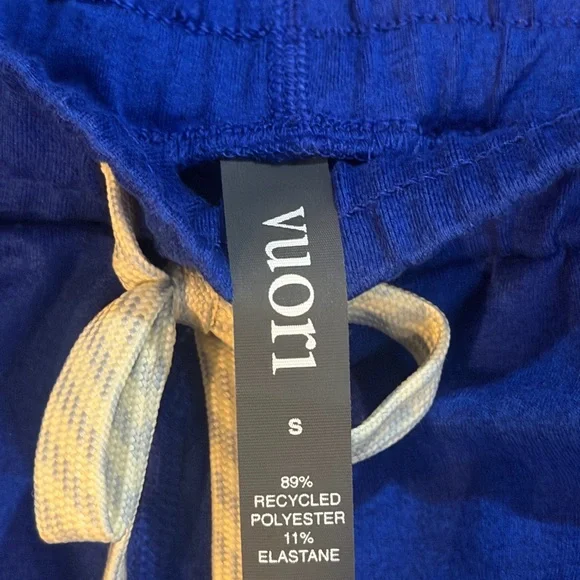 vuori
S
89%
RECYCLED
POLYESTER
11%
ELASTANE